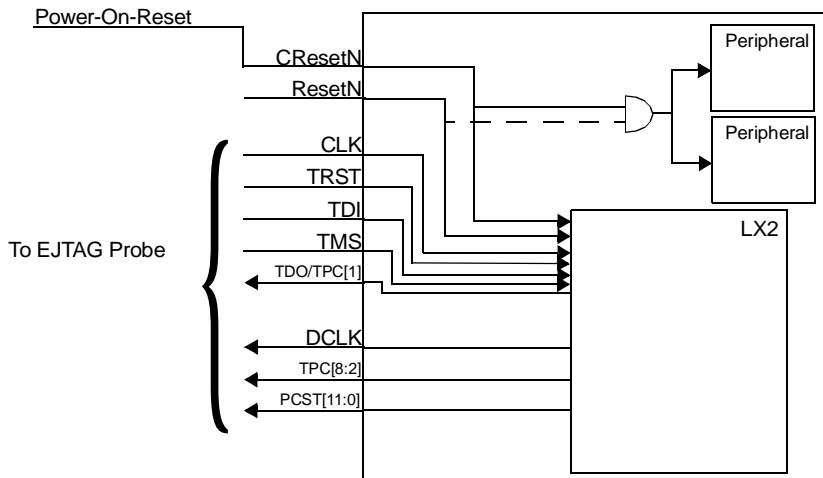 Power-On-Reset
CResetN
ResetN
CLK
TRST
TDI
TMS
TDO/TPC[1]
DCLK
TPC[8:2]
PCST[11:0]
To EJTAG Probe
Peripheral
Peripheral
LX2